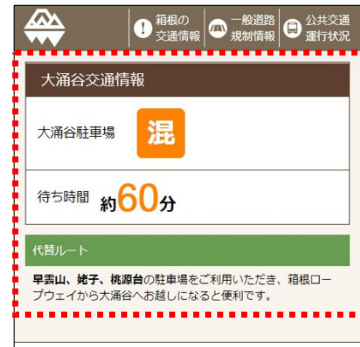 箱根の
交通情報
一般道路
規制情報
公共交通
運行状況
大涌谷交通情報
大涌谷駐車場 混
待ち時間 約60分
代替ルート
早雲山、姥子、桃源台の駐車場をご利用いただき、箱根ロー
プウェイから大涌谷へお越しになると便利です。